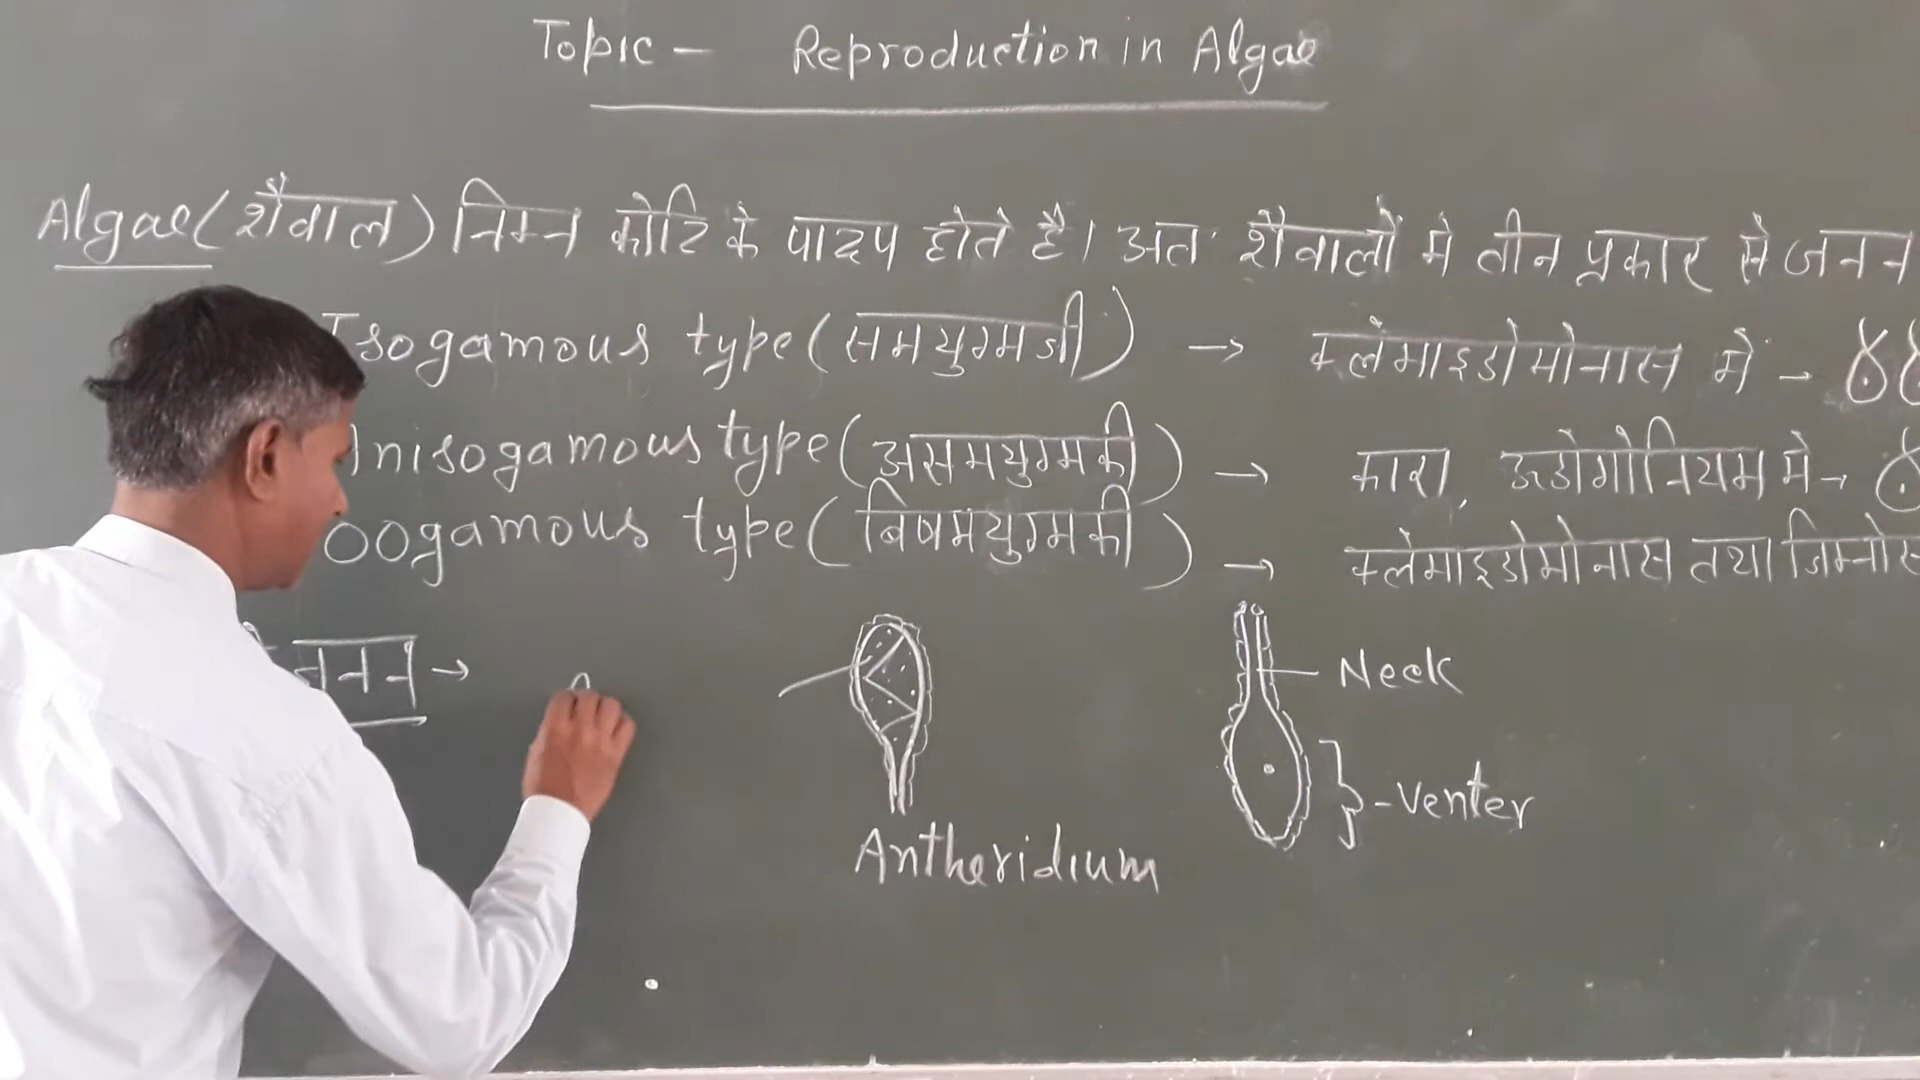 Topic - Reproduction in Algae
Algae (शैवाल) निम्न कोटि के पादप होते है। अतः शैवालों मे तीन प्रकार से जनन
Isogamous type (समयुग्मजी) → क्लेमाइडोमोनास में -
Anisogamous type (असमयुग्मकी) → कारा, ऊडोगोनियम मे →
Oogamous type (बिषमयुग्मकी) → क्लेमाइडोमोनास तथा
जनन →
Neck
}-Venter
Antheridium